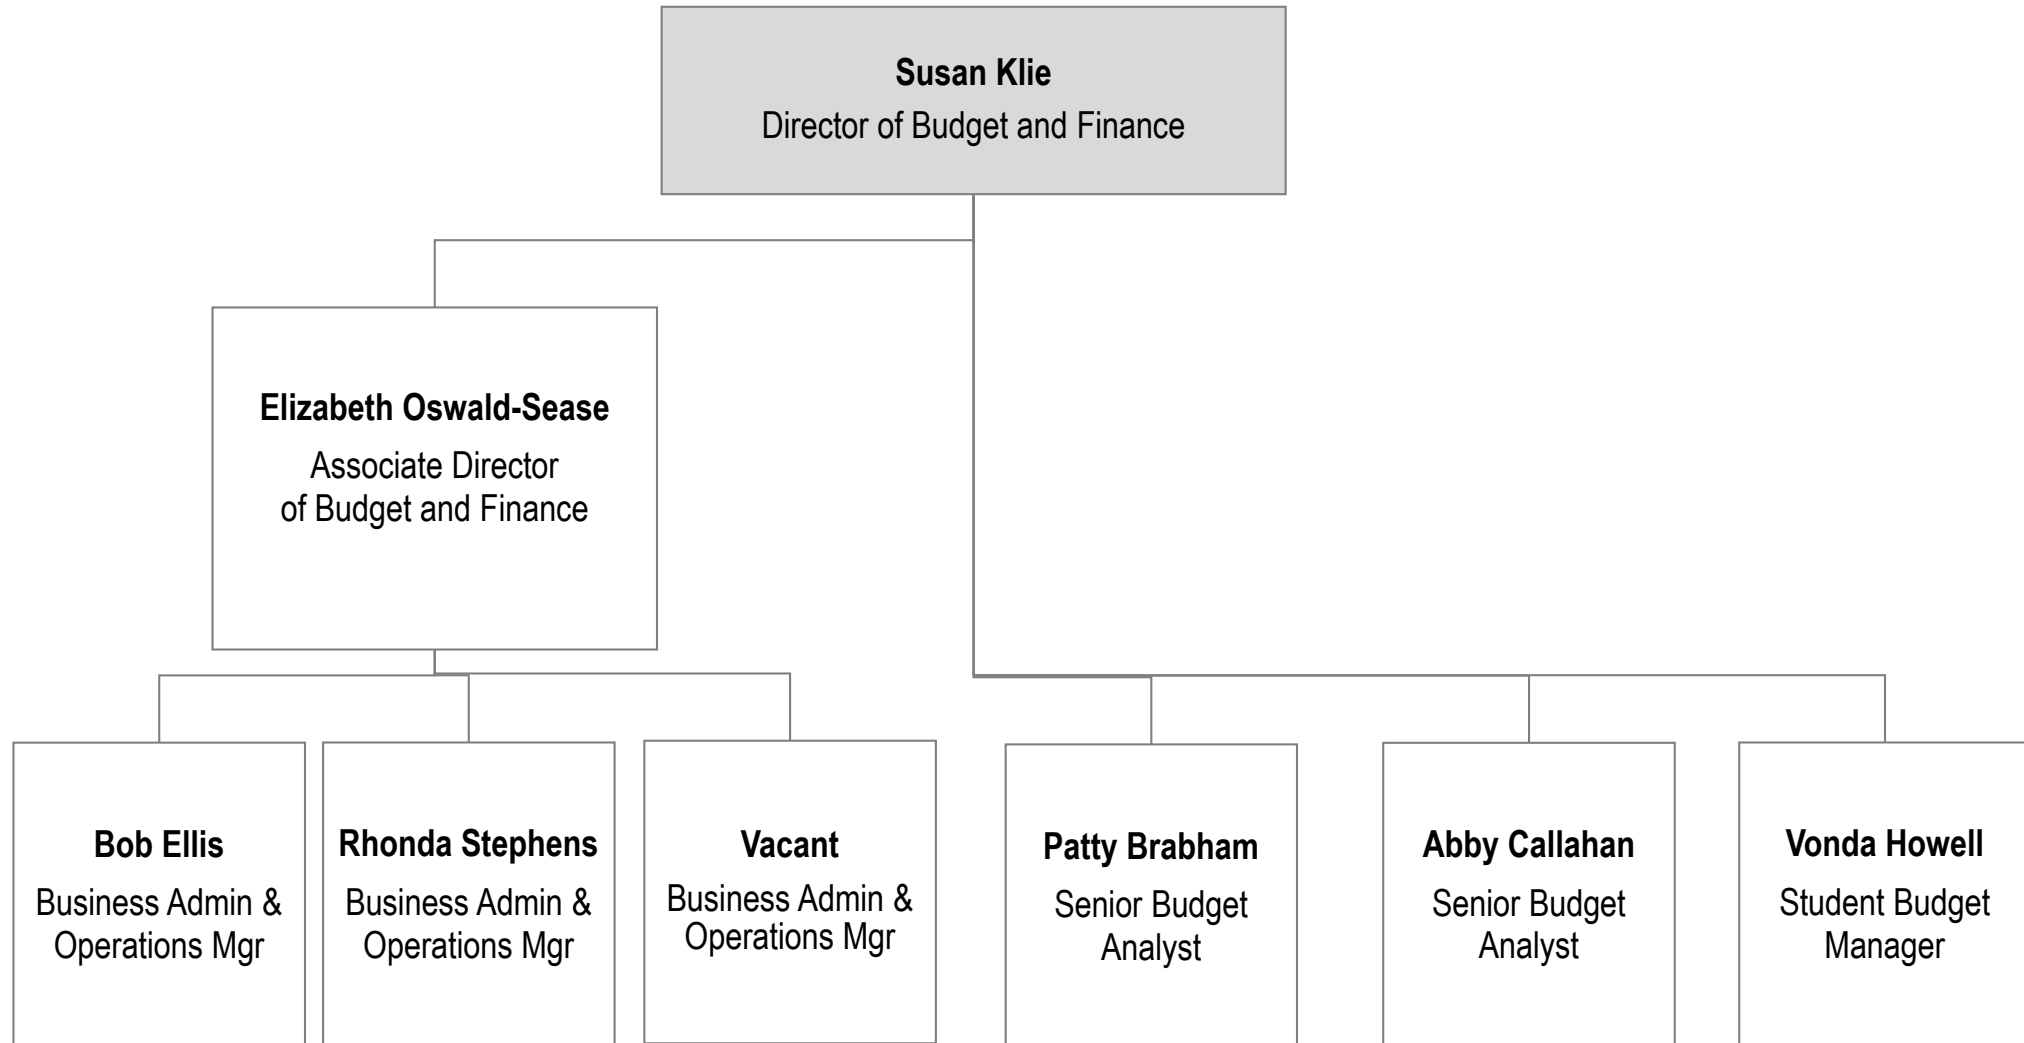 Susan Klie
Director of Budget and Finance
Elizabeth Oswald-Sease
Associate Director
of Budget and Finance
Bob Ellis
Business Admin &
Operations Mgr
Rhonda Stephens
Business Admin &
Operations Mgr
Vacant
Business Admin &
Operations Mgr
Patty Brabham
Senior Budget
Analyst
Abby Callahan
Senior Budget
Analyst
Vonda Howell
Student Budget
Manager